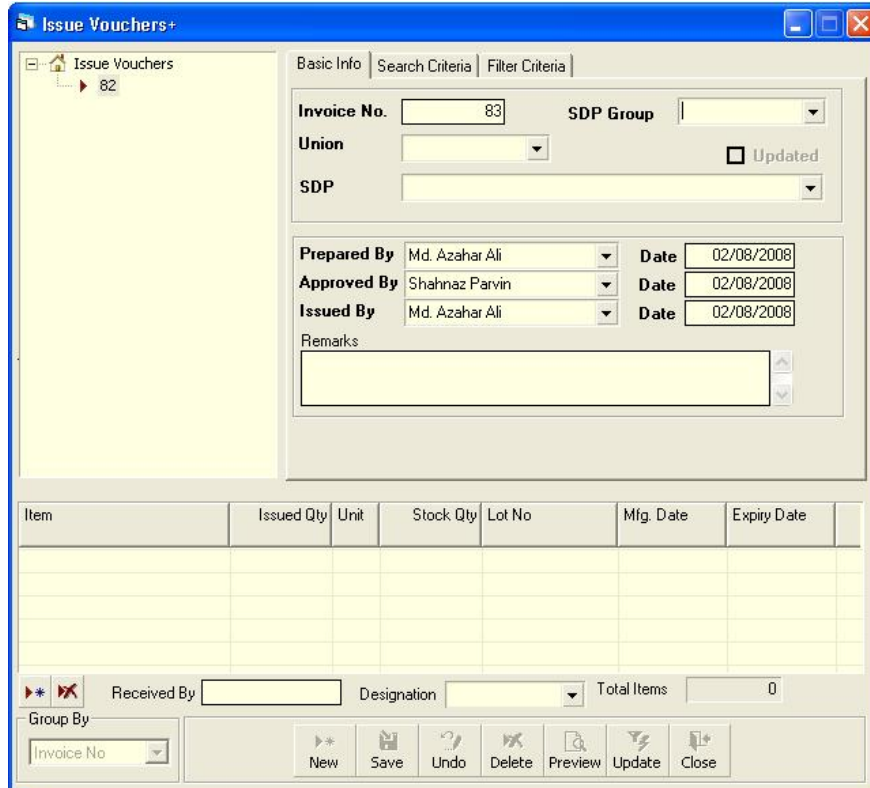 Issue Vouchers+
Issue Vouchers
82
Basic Info Search Criteria Filter Criteria
Invoice No. 83 SDP Group
Union Updated
SDP
Prepared By Md. Azahar Ali Date 02/08/2008
Approved By Shahnaz Parvin Date 02/08/2008
Issued By Md. Azahar Ali Date 02/08/2008
Remarks
Item Issued Qty Unit Stock Qty Lot No Mfg. Date Expiry Date
Received By Designation Total Items 0
Group By
Invoice No
New Save Undo Delete Preview Update Close